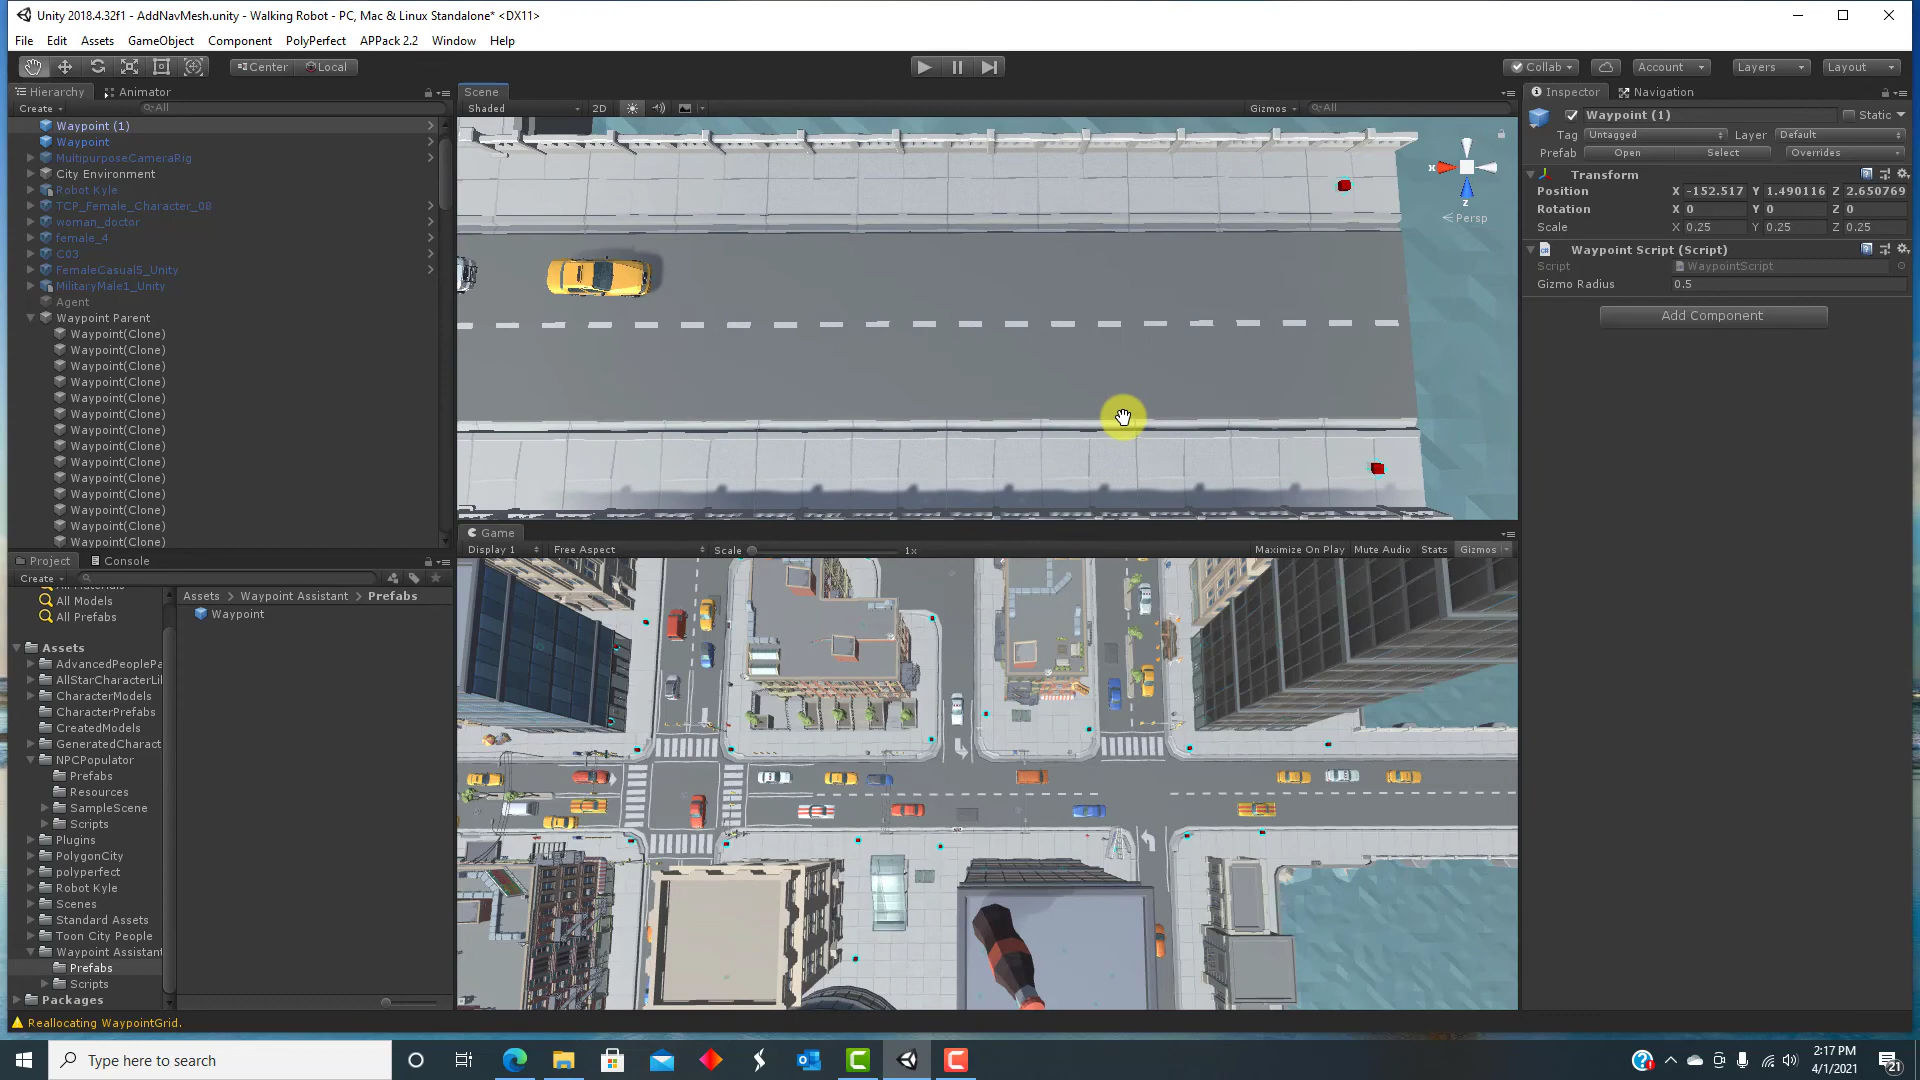 Unity 2018.4.32f1 - AddNavMesh.unity - Walking Robot - PC, Mac & Linux Standalone* <DX11>
File Edit Assets GameObject Component PolyPerfect APPack 2.2 Window Help
Center Local Collab Account Layers Layout
Hierarchy Animator
Create All
Waypoint (1)
Waypoint
MultipurposeCameraRig
City Environment
Robot Kyle
TCP_Female_Character_08
woman_doctor
female_4
C03
FemaleCasual5_Unity
MilitaryMale1_Unity
Agent
Waypoint Parent
Waypoint(Clone)
Waypoint(Clone)
Waypoint(Clone)
Waypoint(Clone)
Waypoint(Clone)
Waypoint(Clone)
Waypoint(Clone)
Waypoint(Clone)
Waypoint(Clone)
Waypoint(Clone)
Waypoint(Clone)
Waypoint(Clone)
Waypoint(Clone)
Waypoint(Clone)
Scene
Shaded 2D Gizmos All
x
z
Persp
Game
Display 1 Free Aspect Scale 1x Maximize On Play Mute Audio Stats Gizmos
Inspector Navigation
Waypoint (1) Static
Tag Untagged Layer Default
Prefab Open Select Overrides
Transform
Position X -152.517 Y 1.490116 Z 2.650769
Rotation X 0 Y 0 Z 0
Scale X 0.25 Y 0.25 Z 0.25
Waypoint Script (Script)
Script WaypointScript
Gizmo Radius 0.5
Add Component
Project Console
Create
All Materials
All Models
All Prefabs
Assets
AdvancedPeoplePa
AllStarCharacterLi
CharacterModels
CharacterPrefabs
CreatedModels
GeneratedCharact
NPCPopulator
Prefabs
Resources
SampleScene
Scripts
Plugins
PolygonCity
polyperfect
Robot Kyle
Scenes
Standard Assets
Toon City People
Waypoint Assistant
Prefabs
Scripts
Packages
Assets > Waypoint Assistant > Prefabs
Waypoint
Reallocating WaypointGrid.
Type here to search
2:17 PM
4/1/2021
21